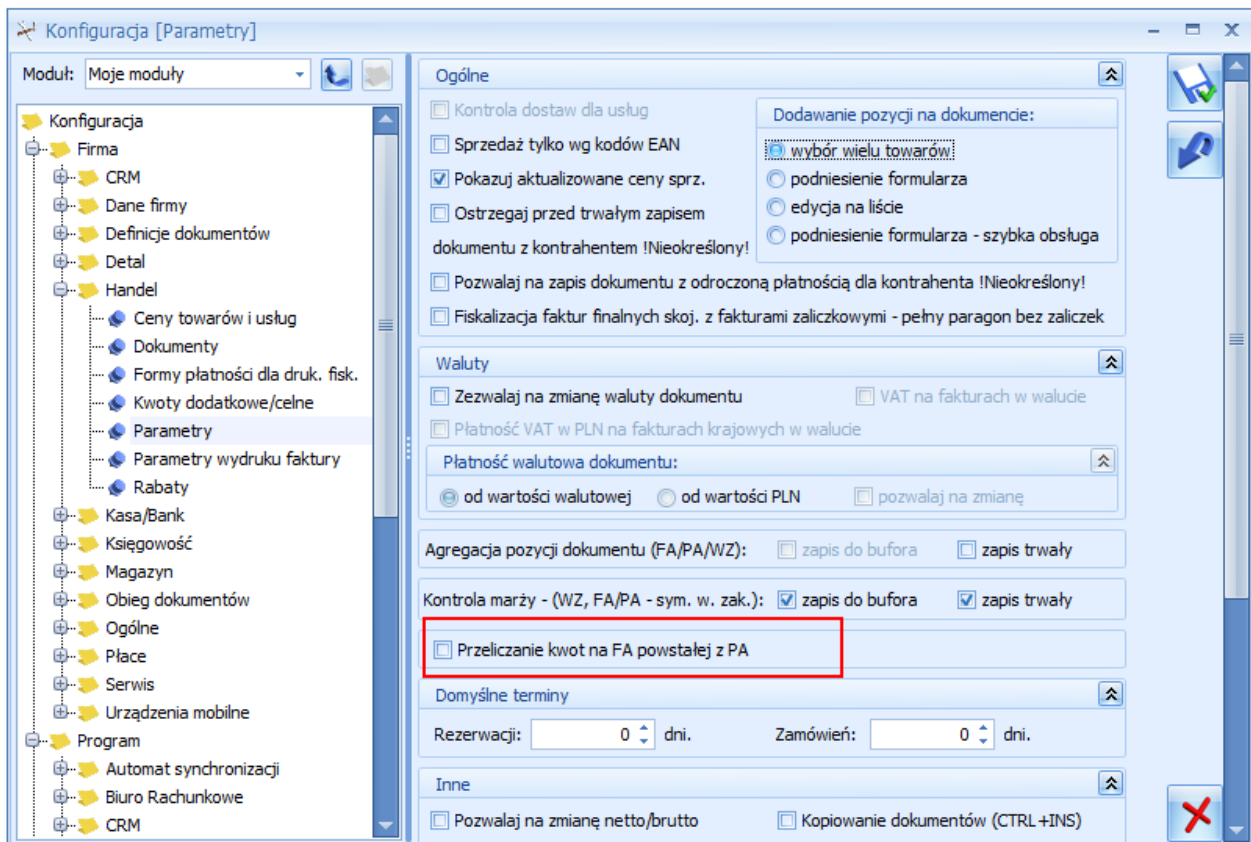 Konfiguracja [Parametry]
Moduł: Moje moduły
Konfiguracja
Firma
CRM
Dane firmy
Definicje dokumentów
Detal
Handel
Ceny towarów i usług
Dokumenty
Formy płatności dla druk. fisk.
Kwoty dodatkowe/celne
Parametry
Parametry wydruku faktury
Rabaty
Kasa/Bank
Księgowość
Magazyn
Obieg dokumentów
Ogólne
Płace
Serwis
Urządzenia mobilne
Program
Automat synchronizacji
Biuro Rachunkowe
CRM
Ogólne
Kontrola dostaw dla usług
Sprzedaż tylko wg kodów EAN
Pokazuj aktualizowane ceny sprz.
Ostrzegaj przed trwałym zapisem
dokumentu z kontrahentem !Nieokreślony!
Dodawanie pozycji na dokumencie:
wybór wielu towarów
podniesienie formularza
edycja na liście
podniesienie formularza - szybka obsługa
Pozwalaj na zapis dokumentu z odroczoną płatnością dla kontrahenta !Nieokreślony!
Fiskalizacja faktur finalnych skoj. z fakturami zaliczkowymi - pełny paragon bez zaliczek
Waluty
Zezwalaj na zmianę waluty dokumentu VAT na fakturach w walucie
Płatność VAT w PLN na fakturach krajowych w walucie
Płatność walutowa dokumentu:
od wartości walutowej od wartości PLN pozwalaj na zmianę
Agregacja pozycji dokumentu (FA/PA/WZ): zapis do bufora zapis trwały
Kontrola marży - (WZ, FA/PA - sym. w. zak.): zapis do bufora zapis trwały
Przeliczanie kwot na FA powstałej z PA
Domyślne terminy
Rezerwacji: 0 dni. Zamówień: 0 dni.
Inne
Pozwalaj na zmianę netto/brutto Kopiowanie dokumentów (CTRL+INS)